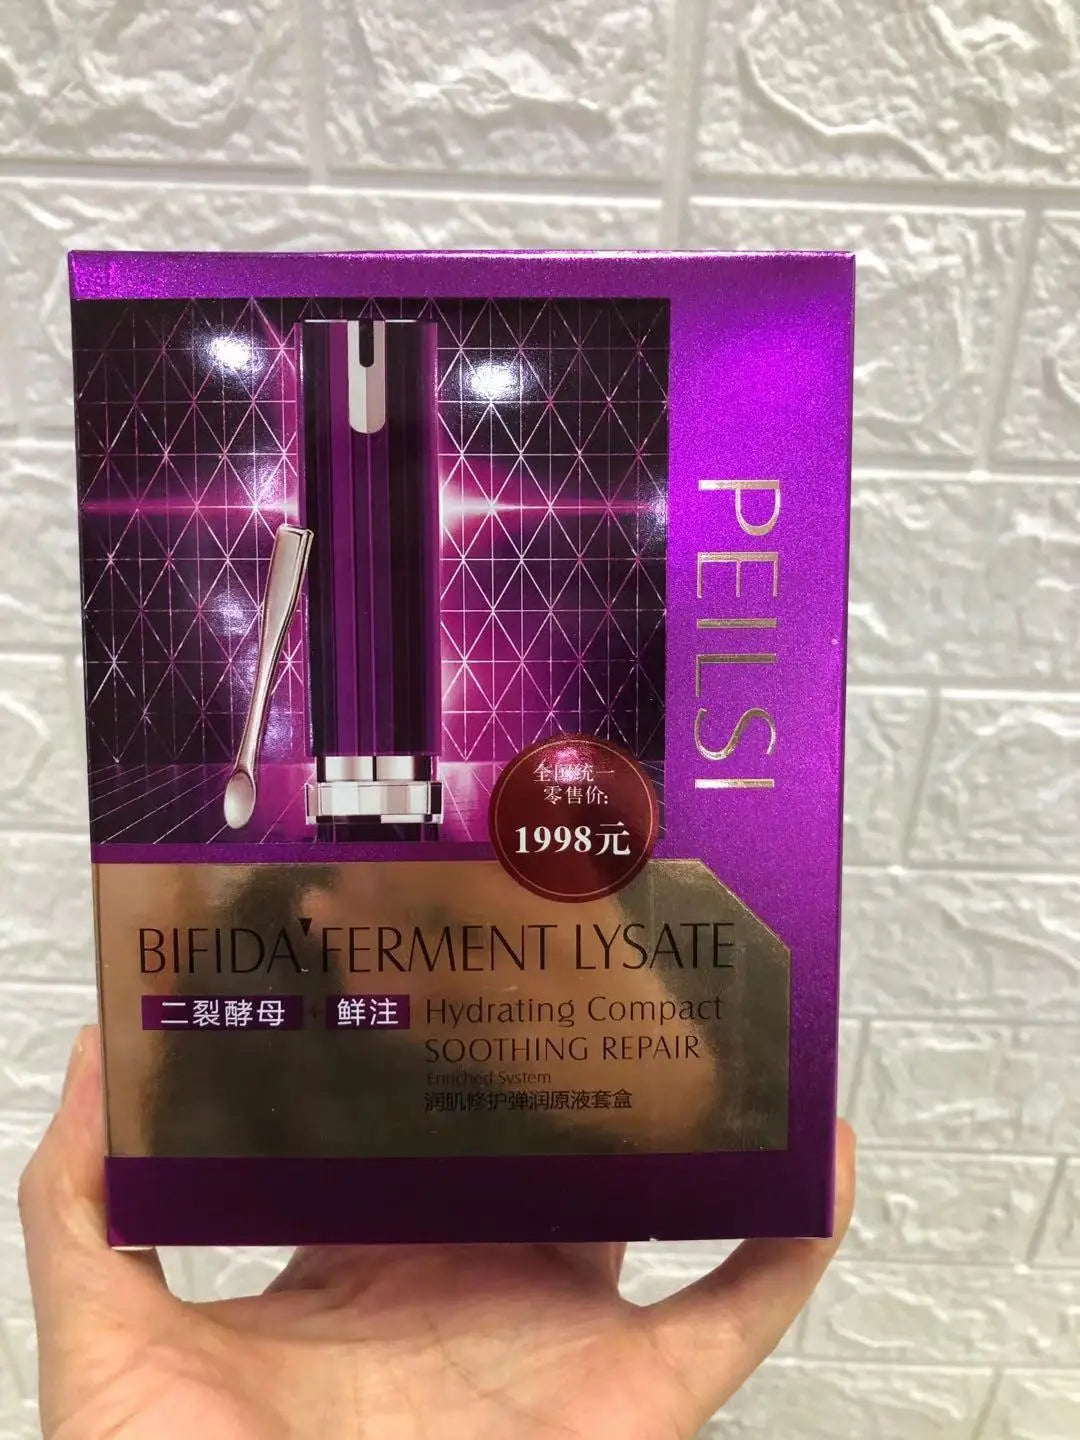 PEILSI
全国统一
零售价:
1998元
BIFIDA FERMENT LYSATE
二裂酵母 + 鲜注 Hydrating Compact
SOOTHING REPAIR
Enriched System
润肌修护弹润原液套盒